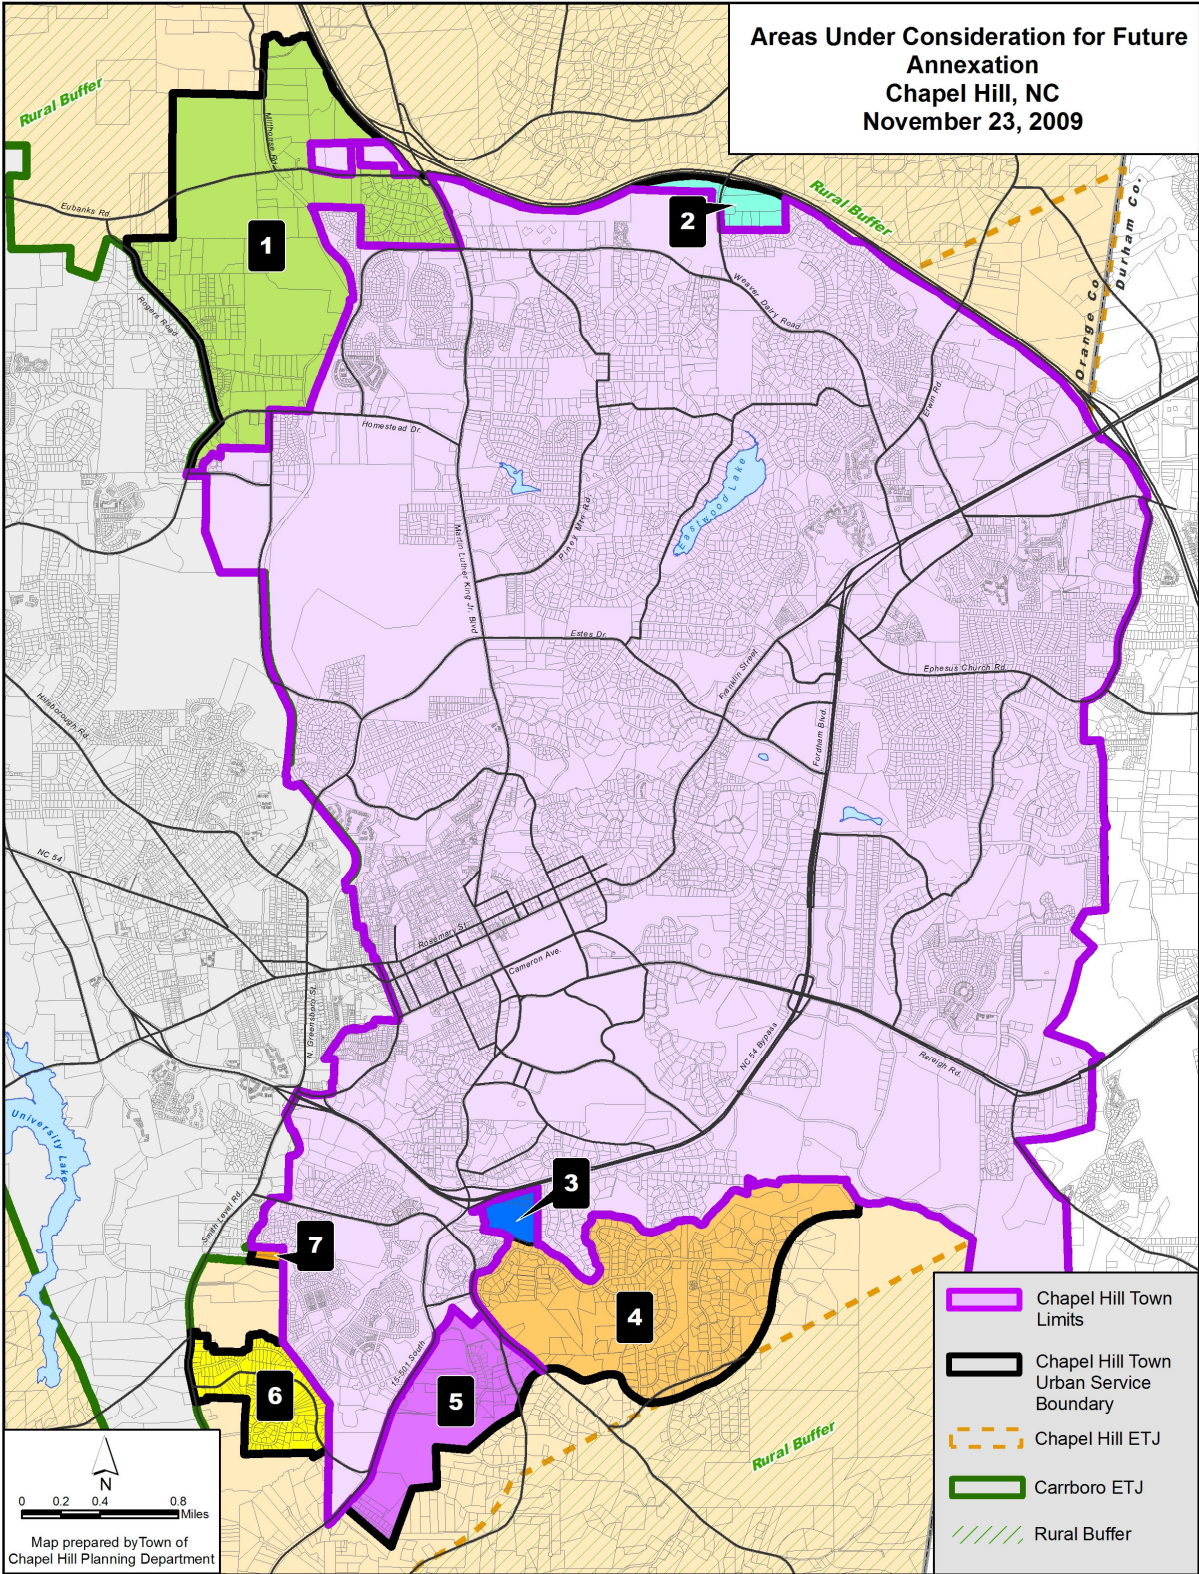 Areas Under Consideration for Future
Annexation
Chapel Hill, NC
November 23, 2009
Rural Buffer
Millhouse Rd.
Eubanks Rd.
1
2
Rural Buffer
Orange Co.
Durham Co.
Rogers Road
Weaver Dairy Road
Erwin Rd.
Homestead Dr.
Eastwood Lake
Piney Mtn Rd.
Martin Luther King Jr. Blvd
Estes Dr.
Franklin Street
Ephesus Church Rd.
Fordham Blvd.
Hillsborough Rd.
NC 54
Rosemary St.
Cameron Ave.
N. Greensboro St.
NC 54 Bypass
Raleigh Rd.
University Lake
Smith Level Rd.
3
7
4
15-501 South
5
6
Rural Buffer
Chapel Hill Town
Limits
Chapel Hill Town
Urban Service
Boundary
Chapel Hill ETJ
Carrboro ETJ
Rural Buffer
N
0 0.2 0.4 0.8
Miles
Map prepared by Town of
Chapel Hill Planning Department